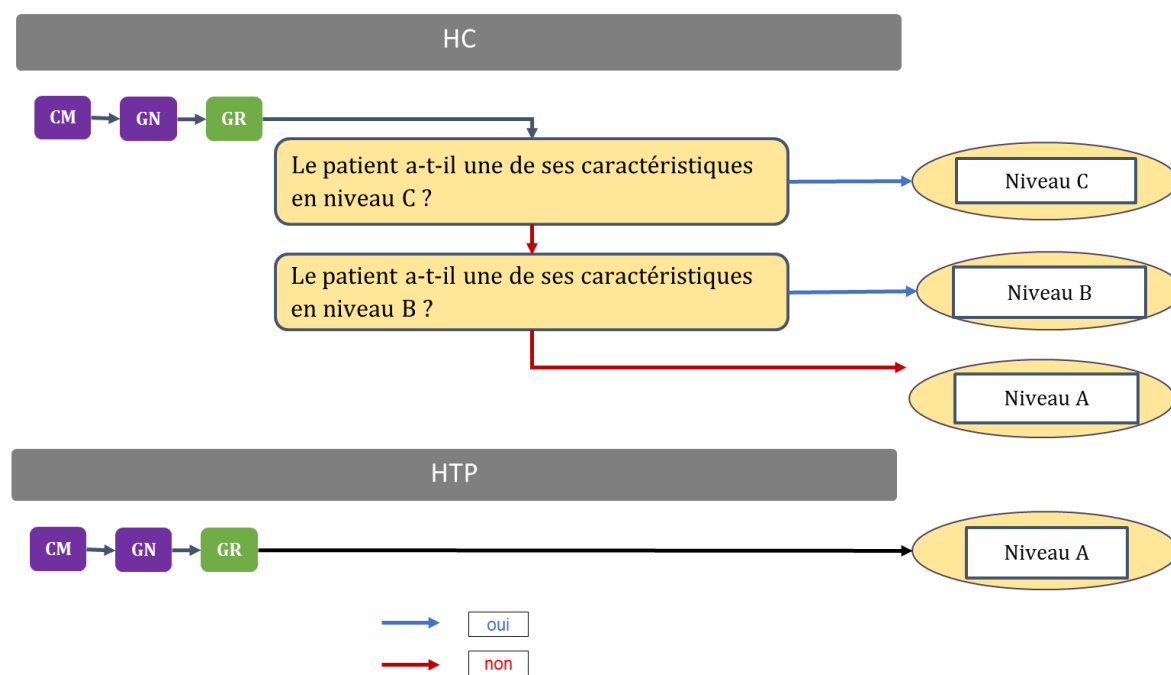 HC
CM
GN
GR
Le patient a-t-il une de ses caractéristiques
en niveau C ?
Niveau C
Le patient a-t-il une de ses caractéristiques
en niveau B ?
Niveau B
Niveau A
HTP
CM
GN
GR
Niveau A
oui
non